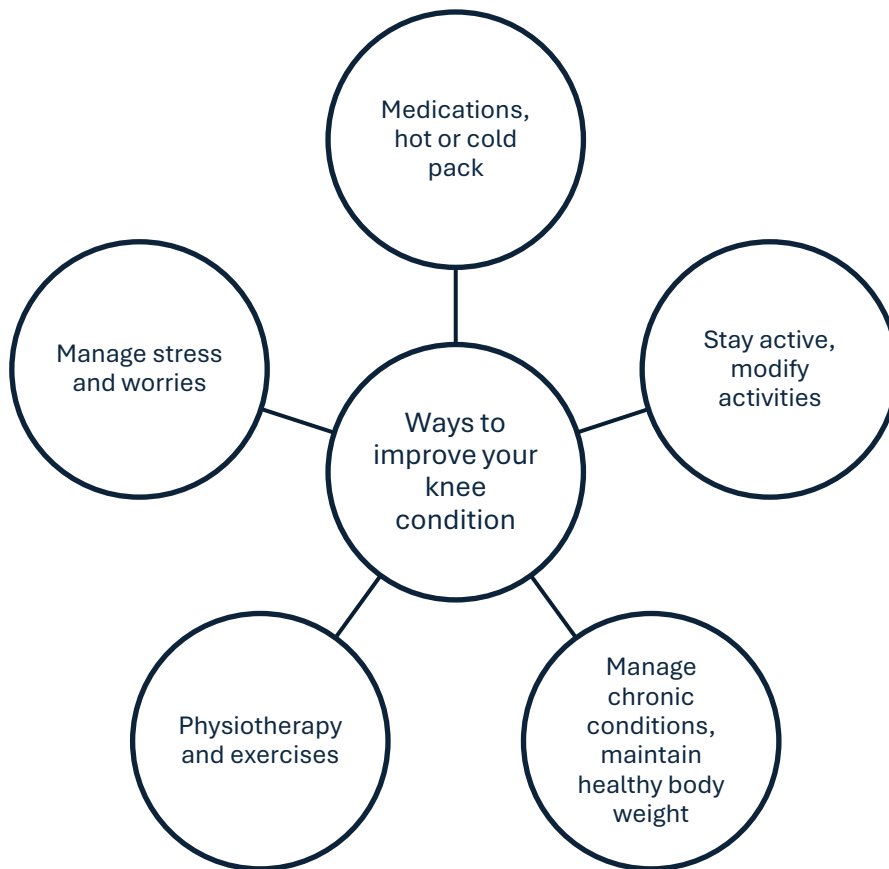 Medications,
hot or cold
pack
Manage stress
and worries
Stay active,
modify
activities
Ways to
improve your
knee
condition
Physiotherapy
and exercises
Manage
chronic
conditions,
maintain
healthy body
weight